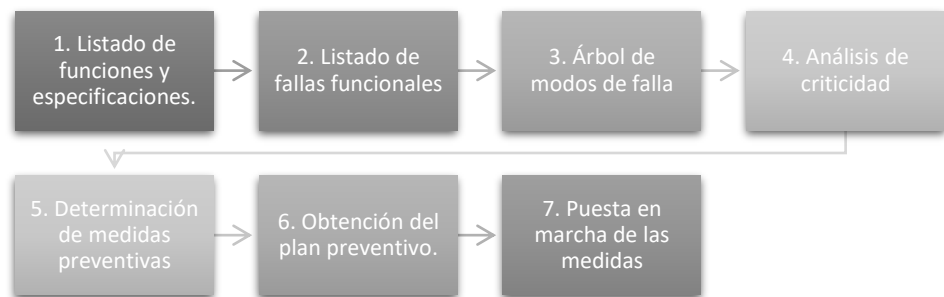 1. Listado de
funciones y
especificaciones.
2. Listado de
fallas funcionales
3. Árbol de
modos de falla
4. Análisis de
criticidad
5. Determinación
de medidas
preventivas
6. Obtención del
plan preventivo.
7. Puesta en
marcha de las
medidas